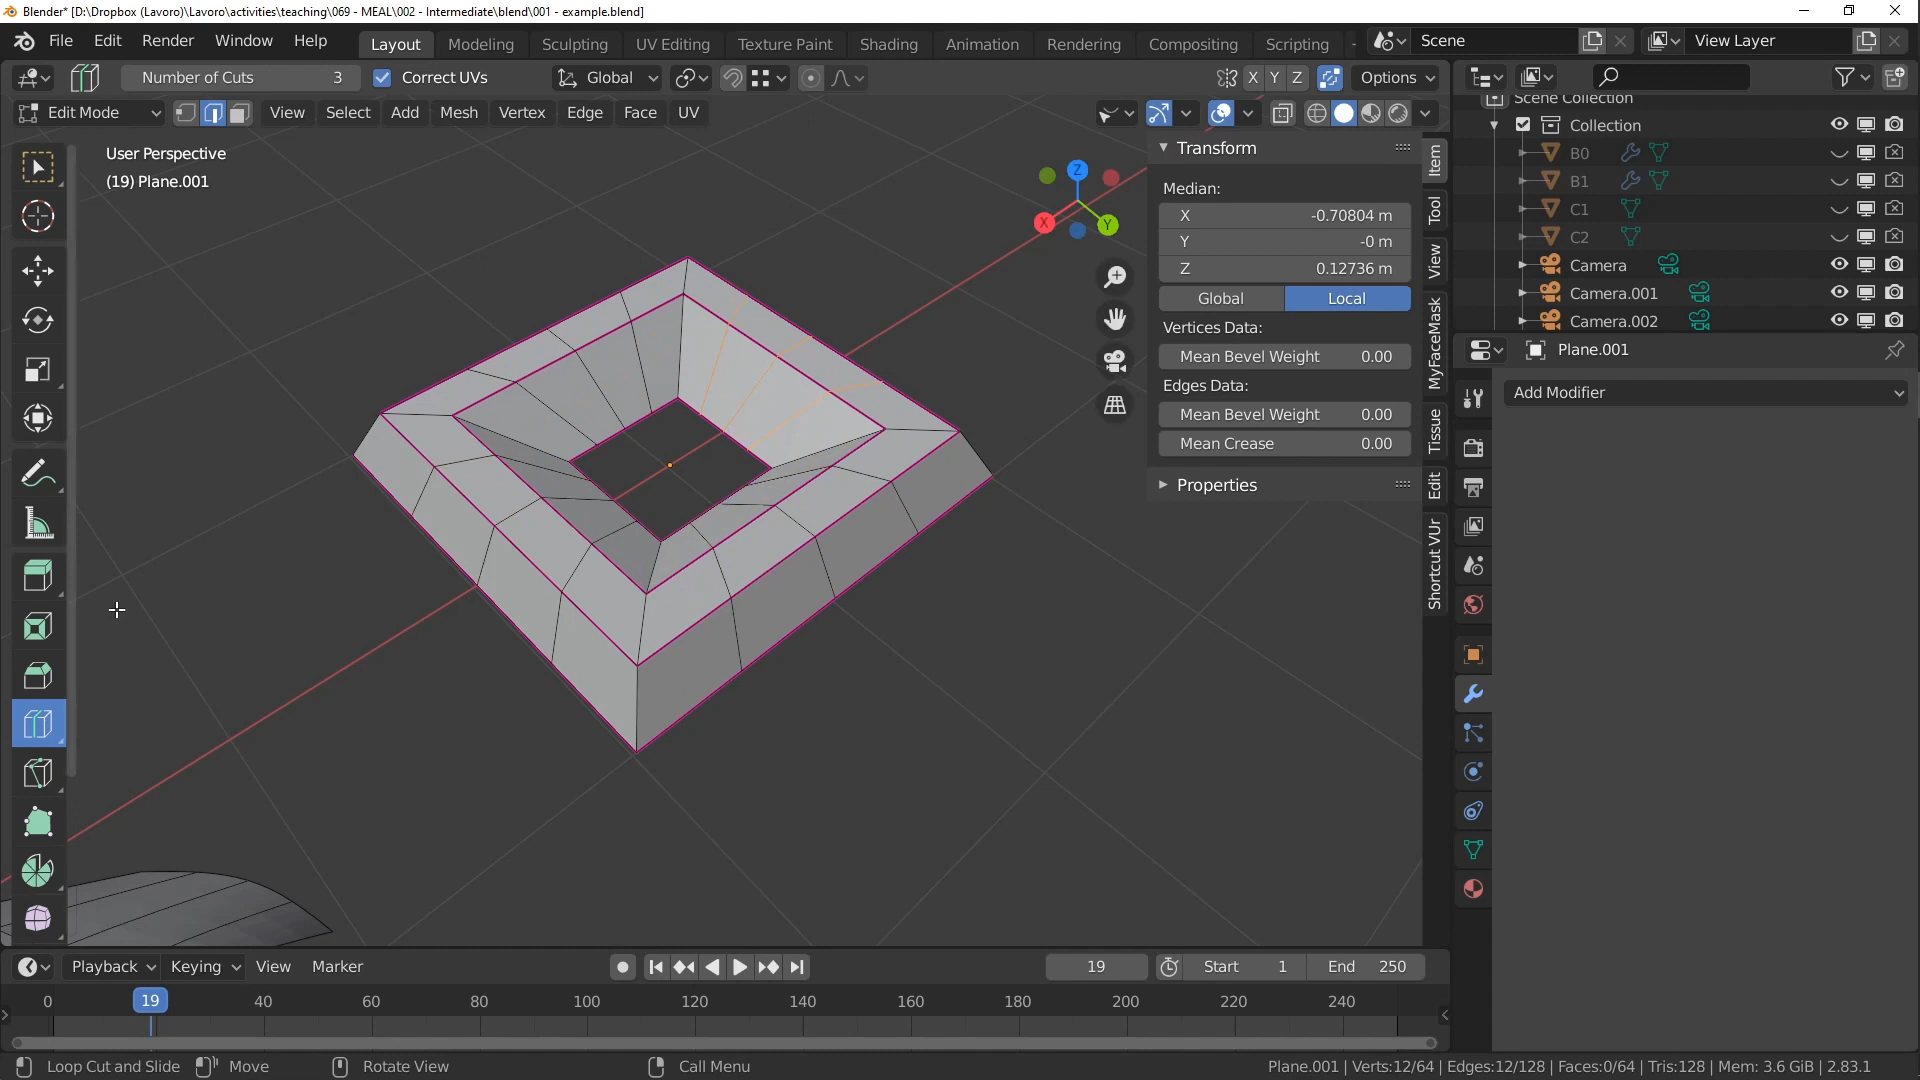 Blender* [D:\Dropbox (Lavoro)\Lavoro\activities\teaching\069 - MEAL\002 - Intermediate\blend\001 - example.blend]
File Edit Render Window Help Layout Modeling Sculpting UV Editing Texture Paint Shading Animation Rendering Compositing Scripting Scene View Layer
Number of Cuts 3 Correct UVs Global X Y Z Options
Edit Mode View Select Add Mesh Vertex Edge Face UV
User Perspective
(19) Plane.001
Z
X
Y
Transform
Median:
X -0.70804 m
Y -0 m
Z 0.12736 m
Global Local
Vertices Data:
Mean Bevel Weight 0.00
Edges Data:
Mean Bevel Weight 0.00
Mean Crease 0.00
Properties
Item
Tool
View
MyFaceMask
Tissue
Edit
Shortcut VUr
Scene Collection
Collection
B0
B1
C1
C2
Camera
Camera.001
Camera.002
Plane.001
Add Modifier
Playback Keying View Marker 19 Start 1 End 250
0 19 40 60 80 100 120 140 160 180 200 220 240
Loop Cut and Slide Move Rotate View Call Menu Plane.001 | Verts:12/64 | Edges:12/128 | Faces:0/64 | Tris:128 | Mem: 3.6 GiB | 2.83.1